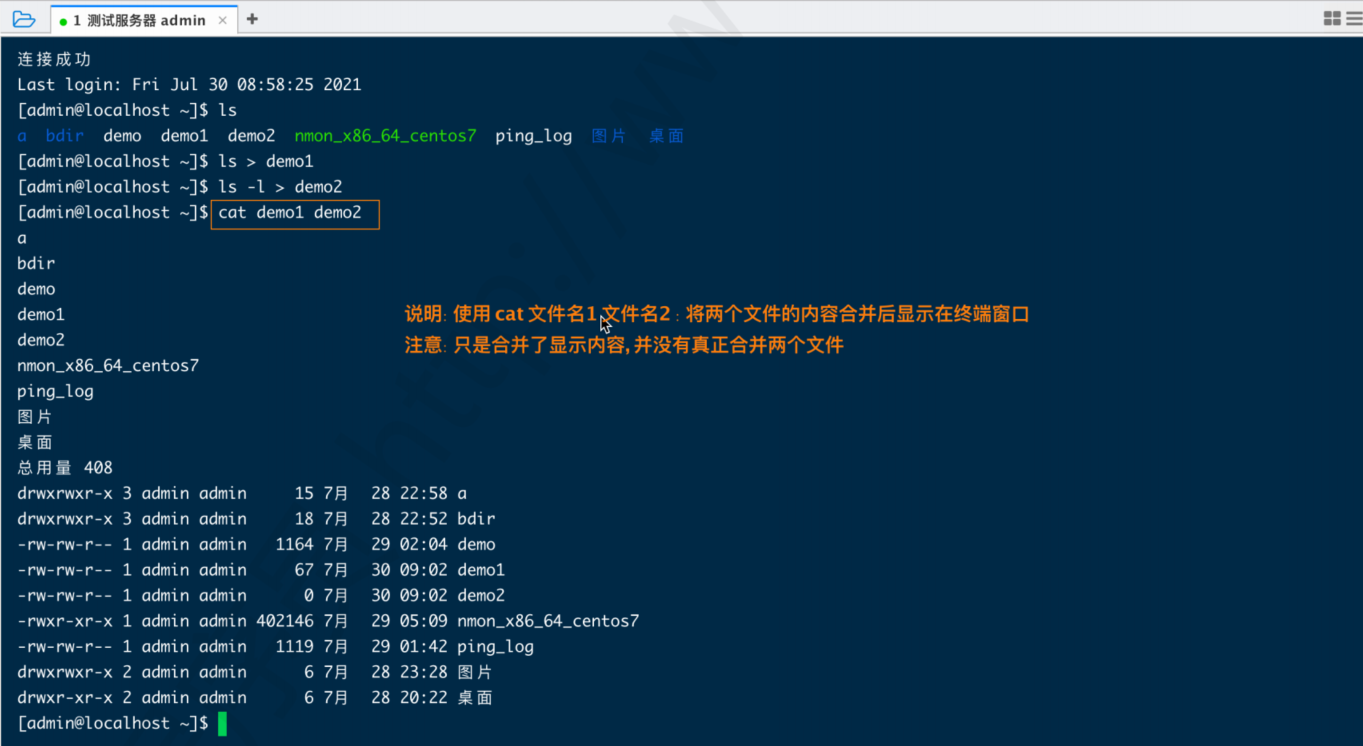 1 测试服务器 admin × +
连接成功
Last login: Fri Jul 30 08:58:25 2021
[admin@localhost ~]$ ls
a bdir demo demo1 demo2 nmon_x86_64_centos7 ping_log 图片 桌面
[admin@localhost ~]$ ls > demo1
[admin@localhost ~]$ ls -l > demo2
[admin@localhost ~]$ cat demo1 demo2
a
bdir
demo
demo1
说明: 使用 cat 文件名1 文件名2 : 将两个文件的内容合并后显示在终端窗口
demo2
注意: 只是合并了显示内容,并没有真正合并两个文件
nmon_x86_64_centos7
ping_log
图片
桌面
总用量 408
drwxrwxr-x 3 admin admin 15 7月 28 22:58 a
drwxrwxr-x 3 admin admin 18 7月 28 22:52 bdir
-rw-rw-r-- 1 admin admin 1164 7月 29 02:04 demo
-rw-rw-r-- 1 admin admin 67 7月 30 09:02 demo1
-rw-rw-r-- 1 admin admin 0 7月 30 09:02 demo2
-rwxr-xr-x 1 admin admin 402146 7月 29 05:09 nmon_x86_64_centos7
-rw-rw-r-- 1 admin admin 1119 7月 29 01:42 ping_log
drwxrwxr-x 2 admin admin 6 7月 28 23:28 图片
drwxr-xr-x 2 admin admin 6 7月 28 20:22 桌面
[admin@localhost ~]$